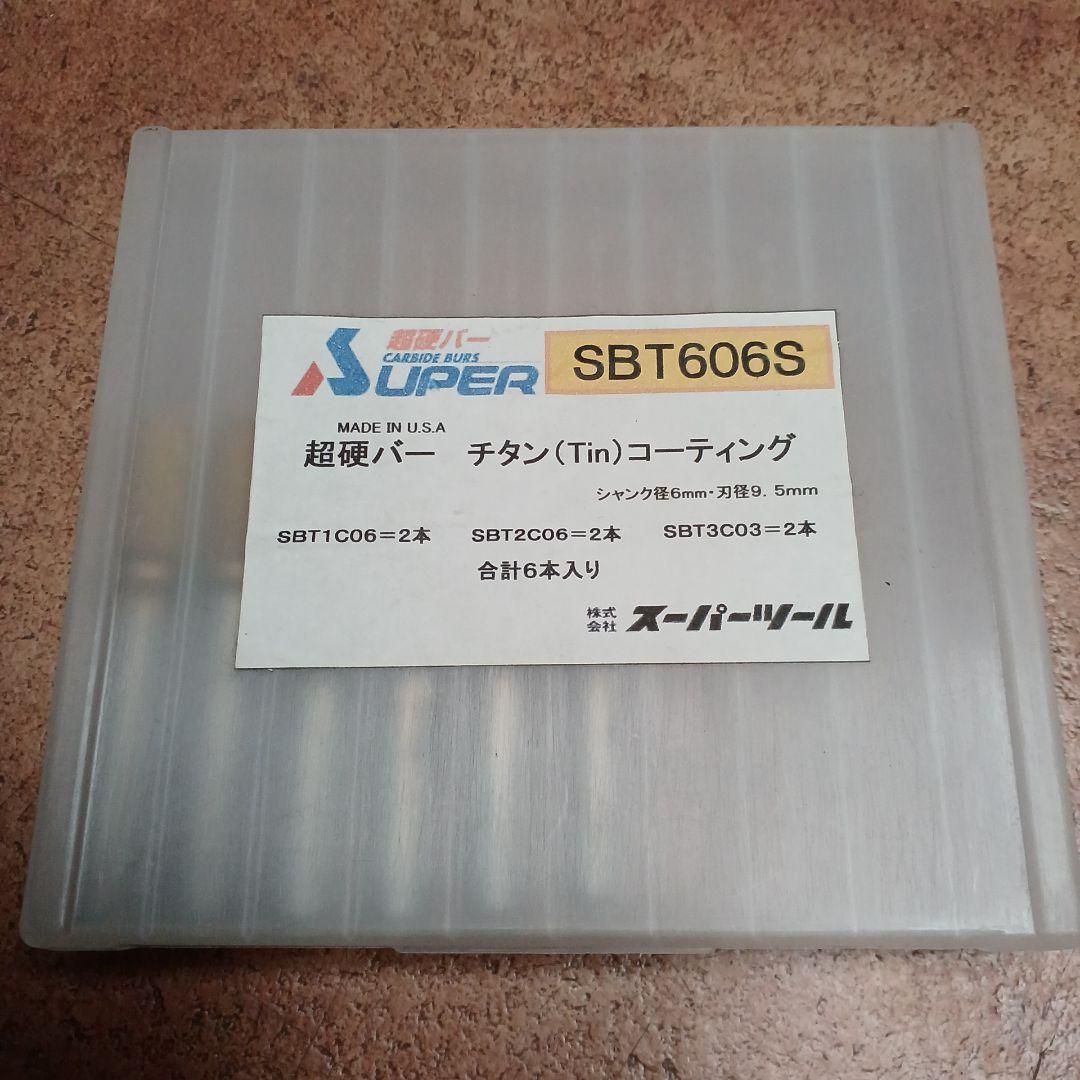 超硬バー
CARBIDE BURS
SUPER
SBT606S
MADE IN U.S.A
超硬バー チタン(Tin)コーティング
シャンク径6mm・刃径9.5mm
SBT1C06=2本 SBT2C06=2本 SBT3C03=2本
合計6本入り
株式会社 スーパーツール